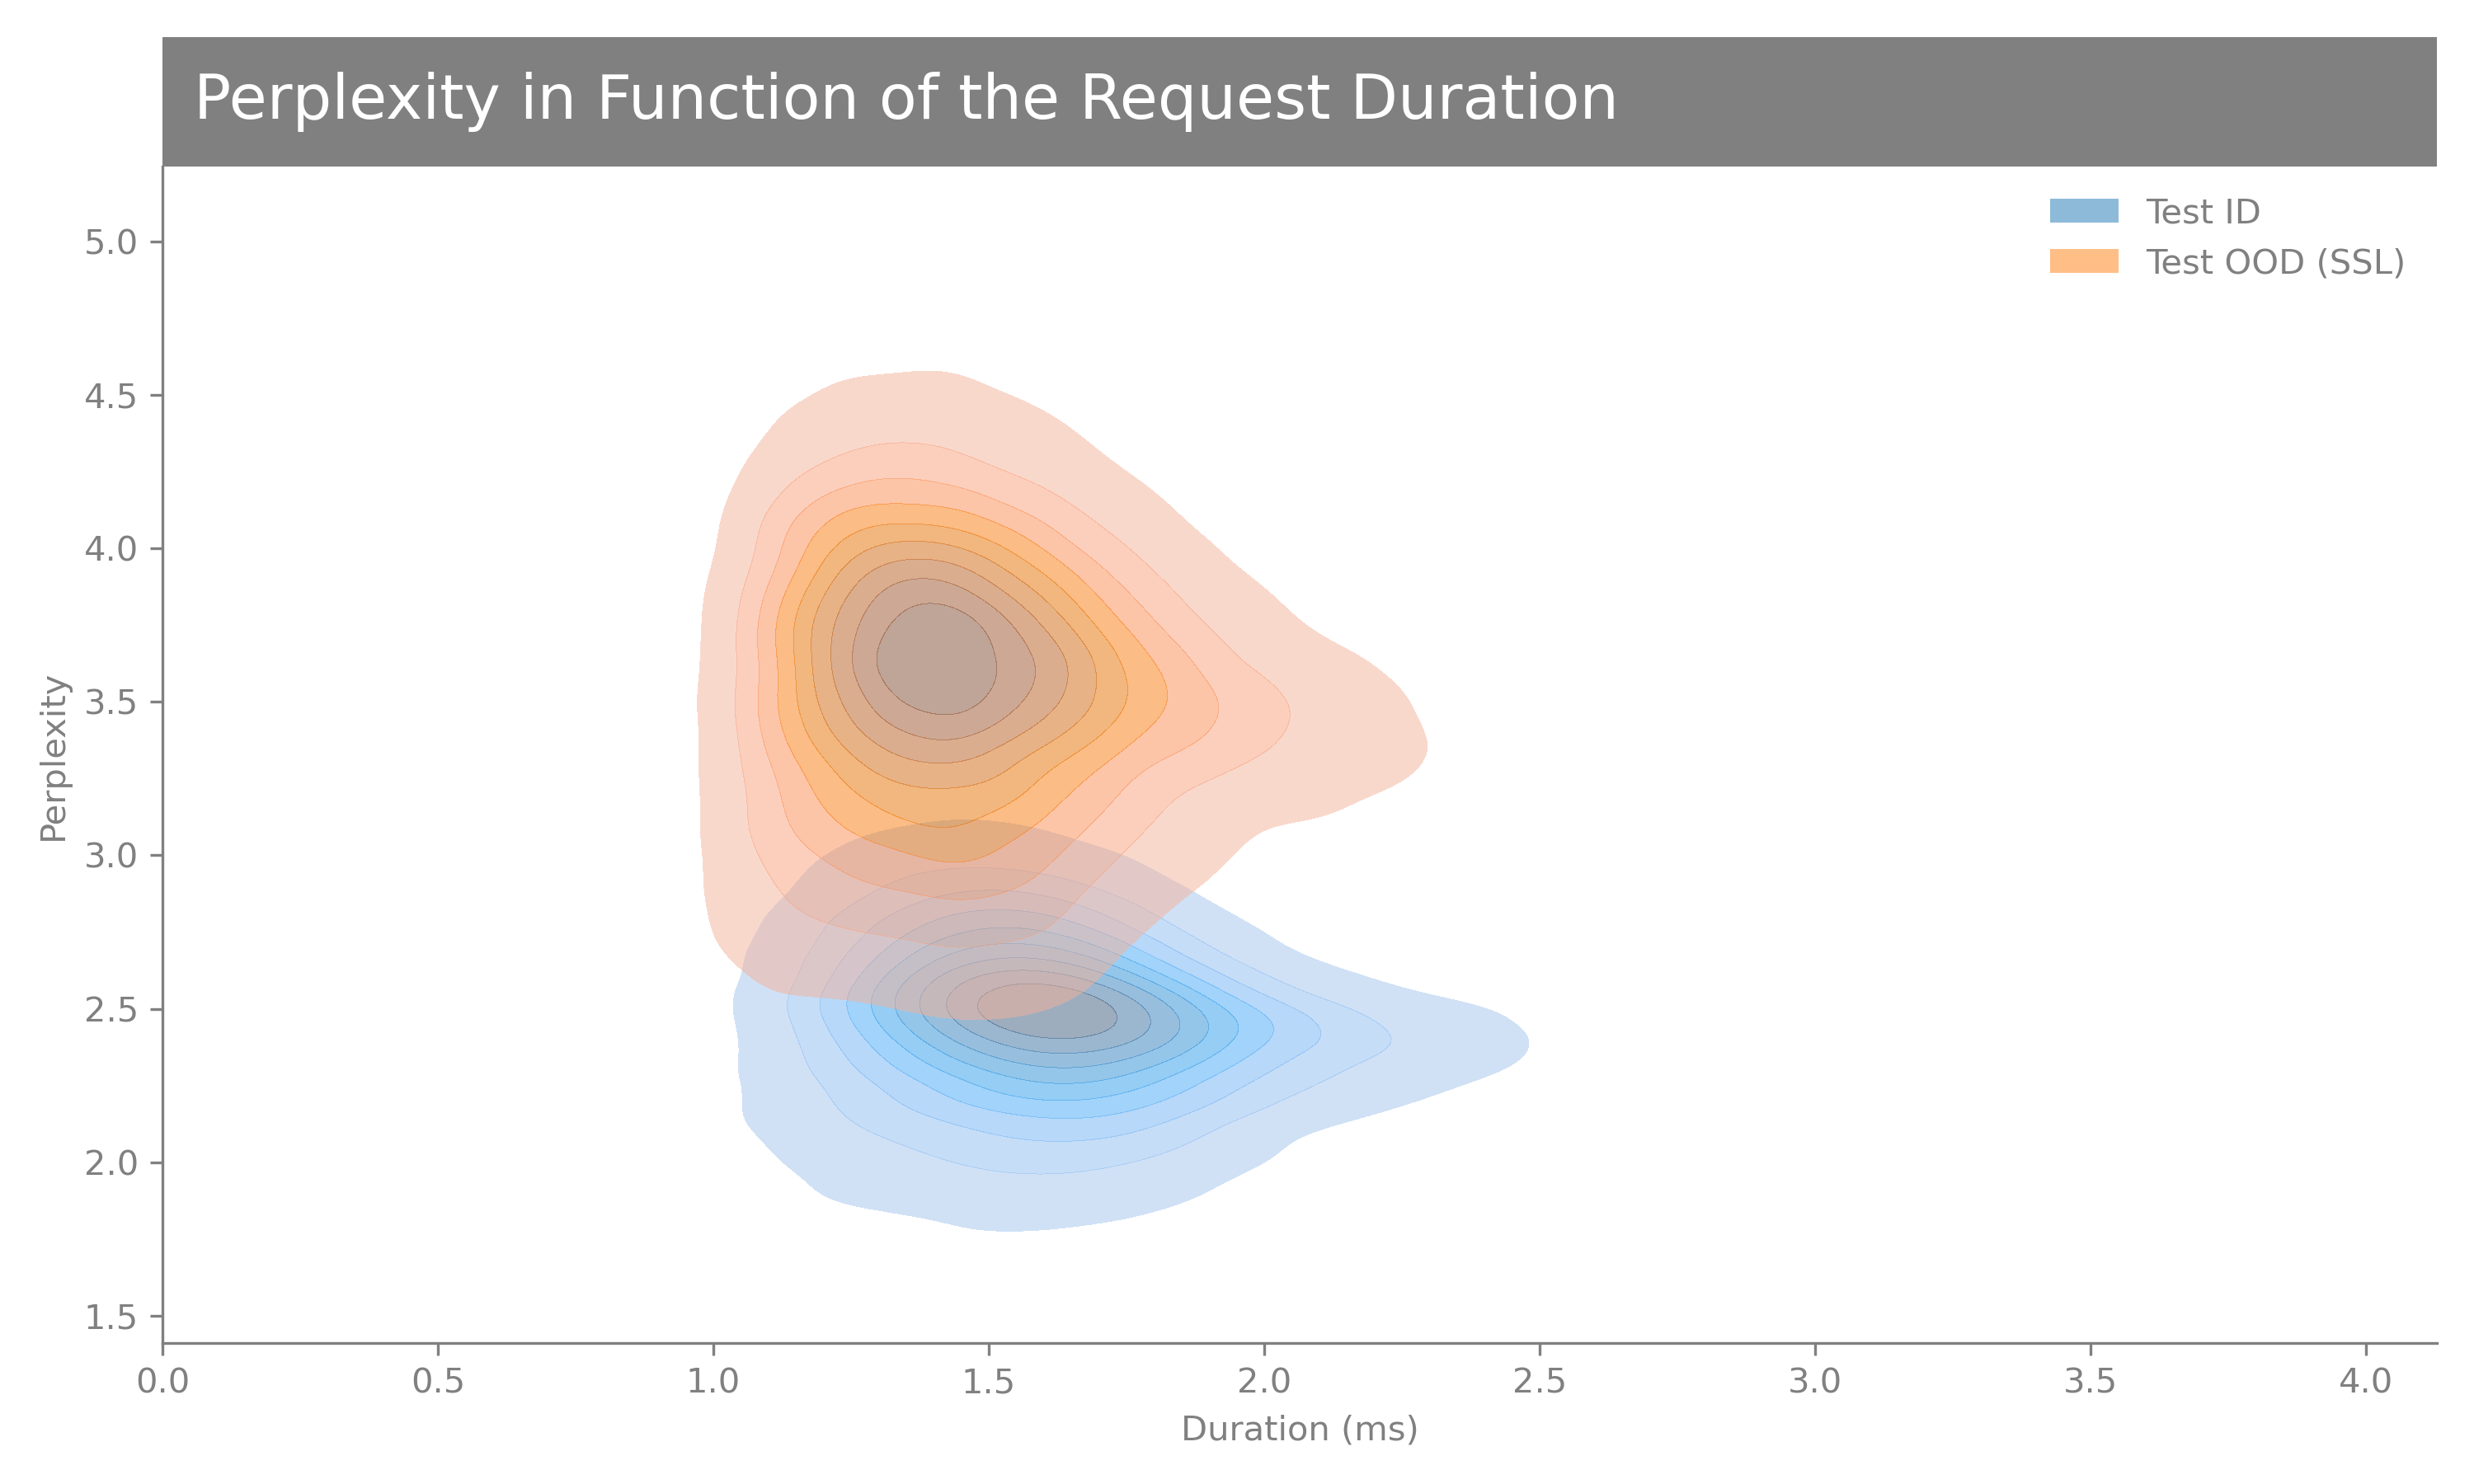 Perplexity in Function of the Request Duration
Test ID
Test OOD (SSL)
5.0
4.5
4.0
3.5
3.0
2.5
2.0
1.5
Perplexity
0.0 0.5 1.0 1.5 2.0 2.5 3.0 3.5 4.0
Duration (ms)